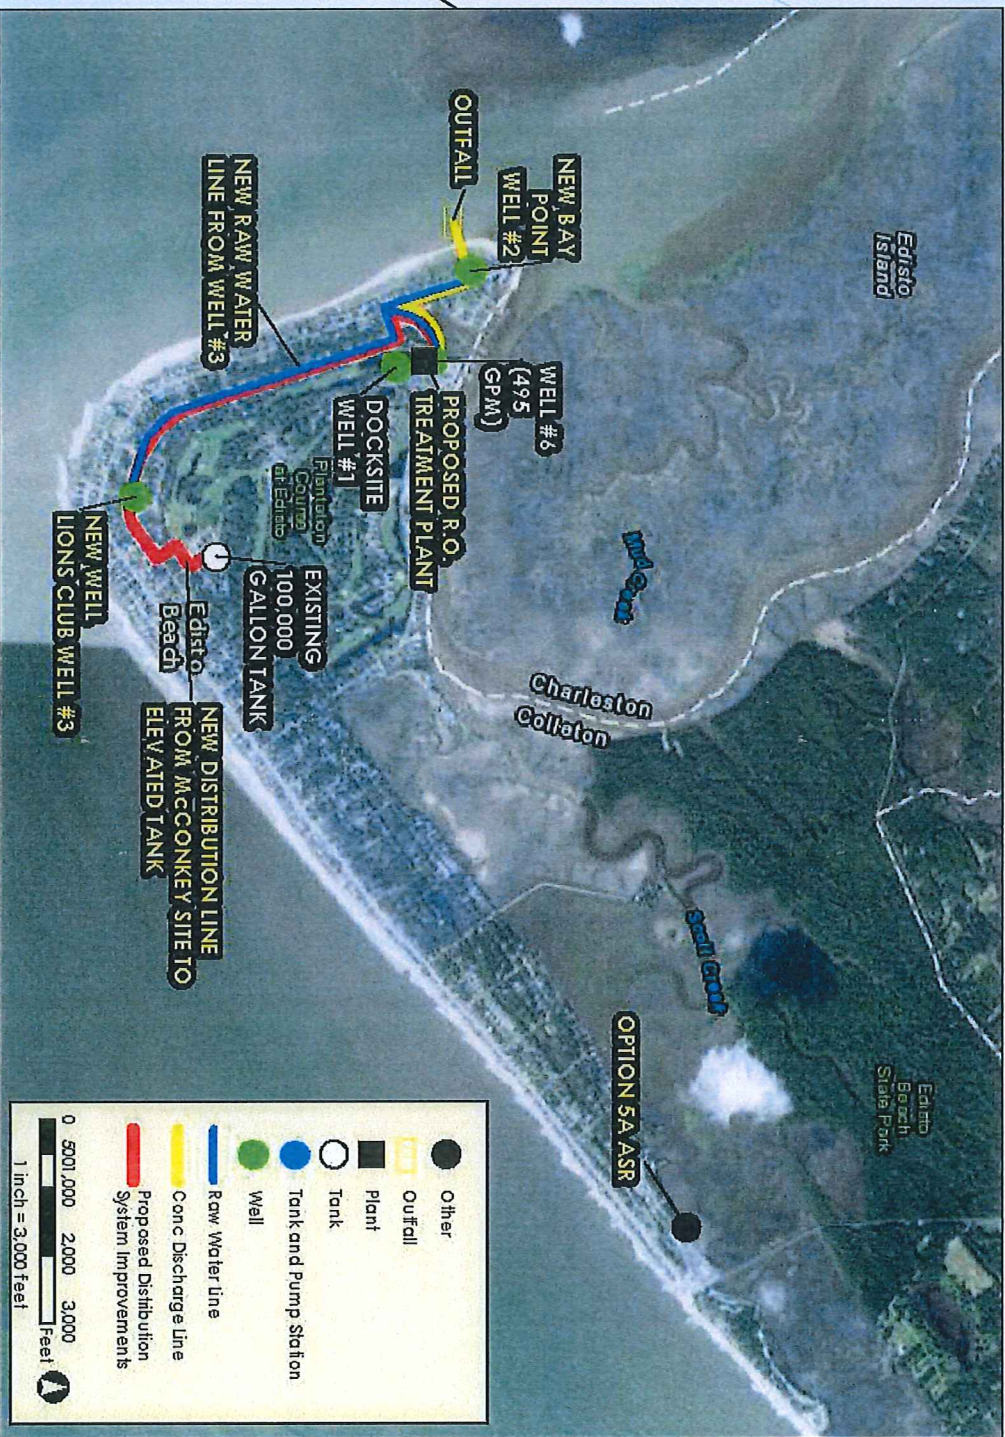 Edisto
Island
OUTFALL
NEW BAY
POINT
WELL #2
NEW RAW WATER
LINE FROM WELL #3
WELL #6
(495
GPM)
PROPOSED R.O.
TREATMENT PLANT
DOCKSITE
WELL #1
Plantation
Course
at Edisto
Mud Creek
EXISTING
100,000
GALLON TANK
NEW WELL
LIONS CLUB WELL #3
Edisto
Beach
NEW DISTRIBUTION LINE
FROM McCONKEY SITE TO
ELEVATED TANK
Charleston
Colleton
Scott Creek
Edisto
Beach
State Park
OPTION 5A ASR
Other
Outfall
Plant
Tank
Tank and Pump Station
Well
Raw Water Line
Conc Discharge Line
Proposed Distribution
System Improvements
0 500 1,000 2,000 3,000
Feet
1 inch = 3,000 feet